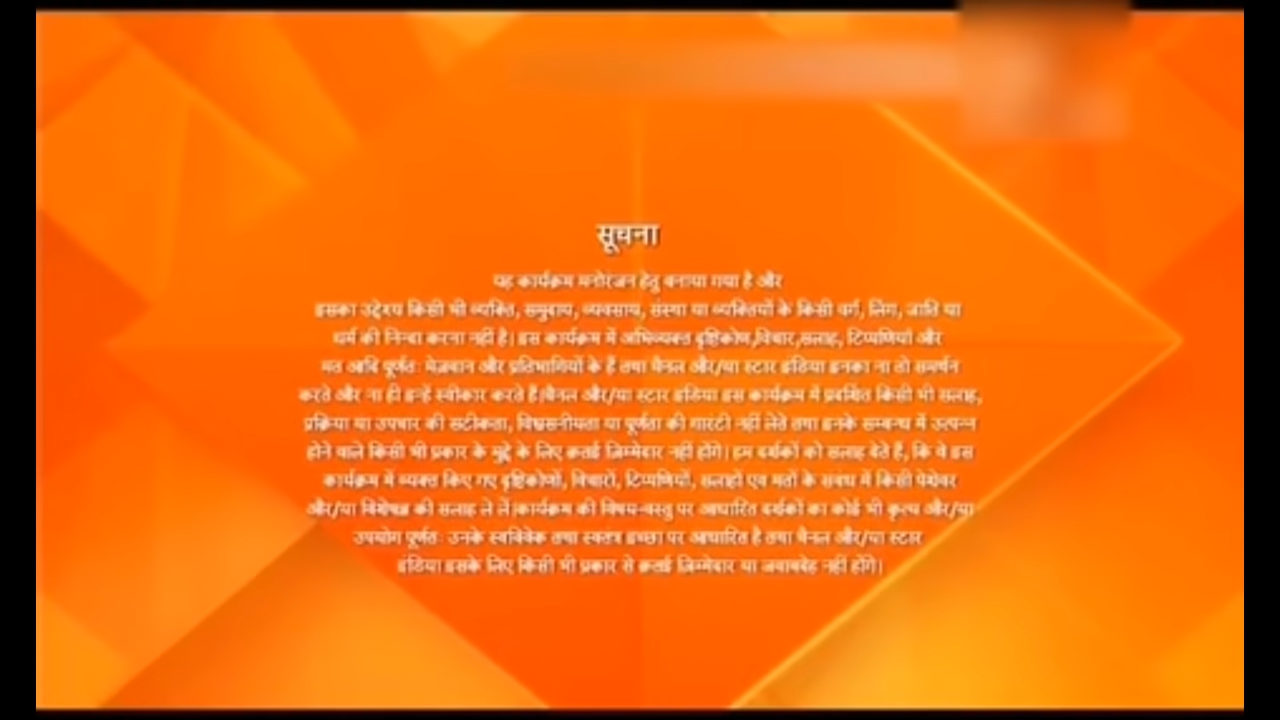 सूचना
यह कार्यक्रम मनोरंजन हेतु बनाया गया है और
इसका उद्देश्य किसी भी व्यक्ति, समुदाय, व्यवसाय, संस्था या व्यक्तियों के किसी वर्ग, लिंग, जाति या
धर्म की निन्दा करना नहीं है। इस कार्यक्रम में अभिव्यक्त दृष्टिकोण,विचार,सलाह, टिप्पणियां और
मत आदि पूर्णतः मेज़बान और प्रतिभागियों के हैं तथा चैनल और/या स्टार इंडिया इनका ना तो समर्थन
करते और ना ही इन्हें स्वीकार करते हैं।चैनल और/या स्टार इंडिया इस कार्यक्रम में प्रदर्शित किसी भी सलाह,
प्रक्रिया या उपचार की सटीकता, विश्वसनीयता या पूर्णता की गारंटी नहीं लेते तथा इनके सम्बन्ध में उत्पन्न
होने वाले किसी भी प्रकार के मुद्दे के लिए क़तई ज़िम्मेदार नहीं होंगे। हम दर्शकों को सलाह देते हैं, कि वे इस
कार्यक्रम में व्यक्त किए गए दृष्टिकोणों, विचारों, टिप्पणियों, सलाहों एवं मतों के संबंध में किसी पेशेवर
और/या विशेषज्ञ की सलाह ले लें।कार्यक्रम की विषय-वस्तु पर आधारित दर्शकों का कोई भी कृत्य और/या
उपयोग पूर्णतः उनके स्वविवेक तथा स्वतंत्र इच्छा पर आधारित है तथा चैनल और/या स्टार
इंडिया इसके लिए किसी भी प्रकार से क़तई ज़िम्मेदार या जवाबदेह नहीं होंगे।